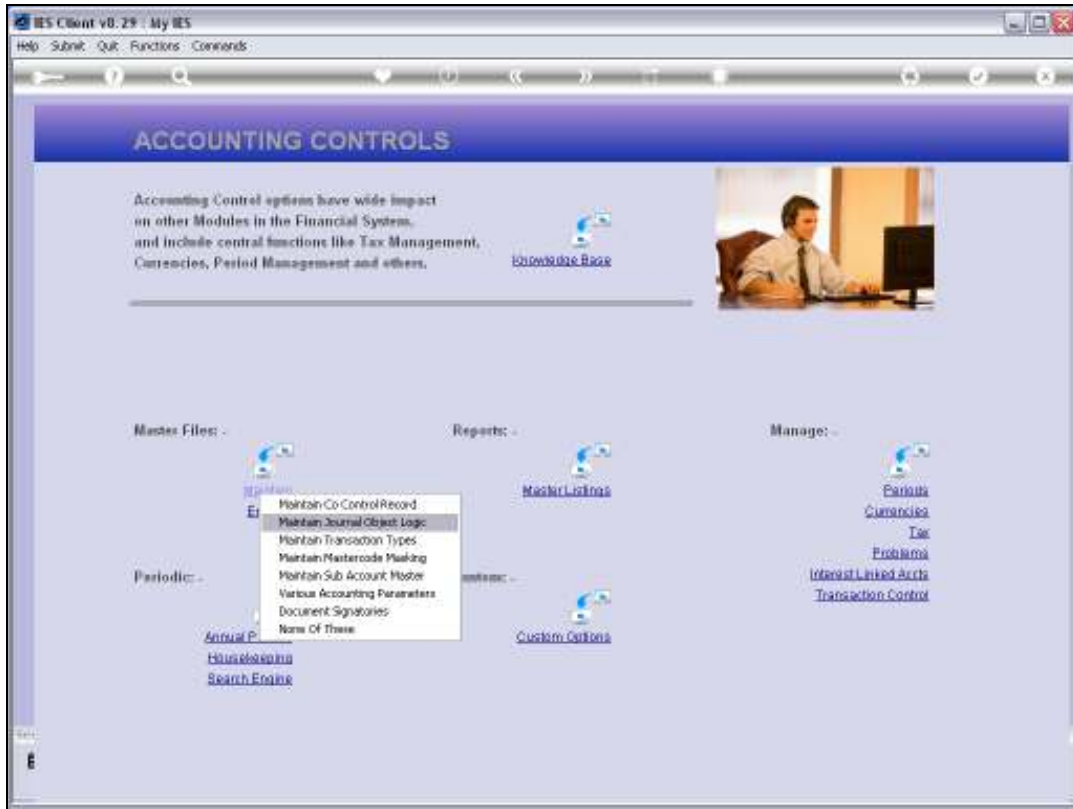 IES Client v8.29 : My IES
Help Submit Quit Functions Commands
ACCOUNTING CONTROLS
Accounting Control options have wide impact
on other Modules in the Financial System,
and include central functions like Tax Management,
Currencies, Period Management and others.
Knowledge Base
Master Files: -
Reports: -
Manage: -
Maintain
Master Listings
Periods
Currencies
Tax
Problems
Interest Linked Accts
Transaction Control
Maintain Co Control Record
Maintain Journal Object Logic
Maintain Transaction Types
Maintain Mastercode Masking
Maintain Sub Account Master
Various Accounting Parameters
Document Signatories
None Of These
Periodic: -
Custom Options
Housekeeping
Search Engine